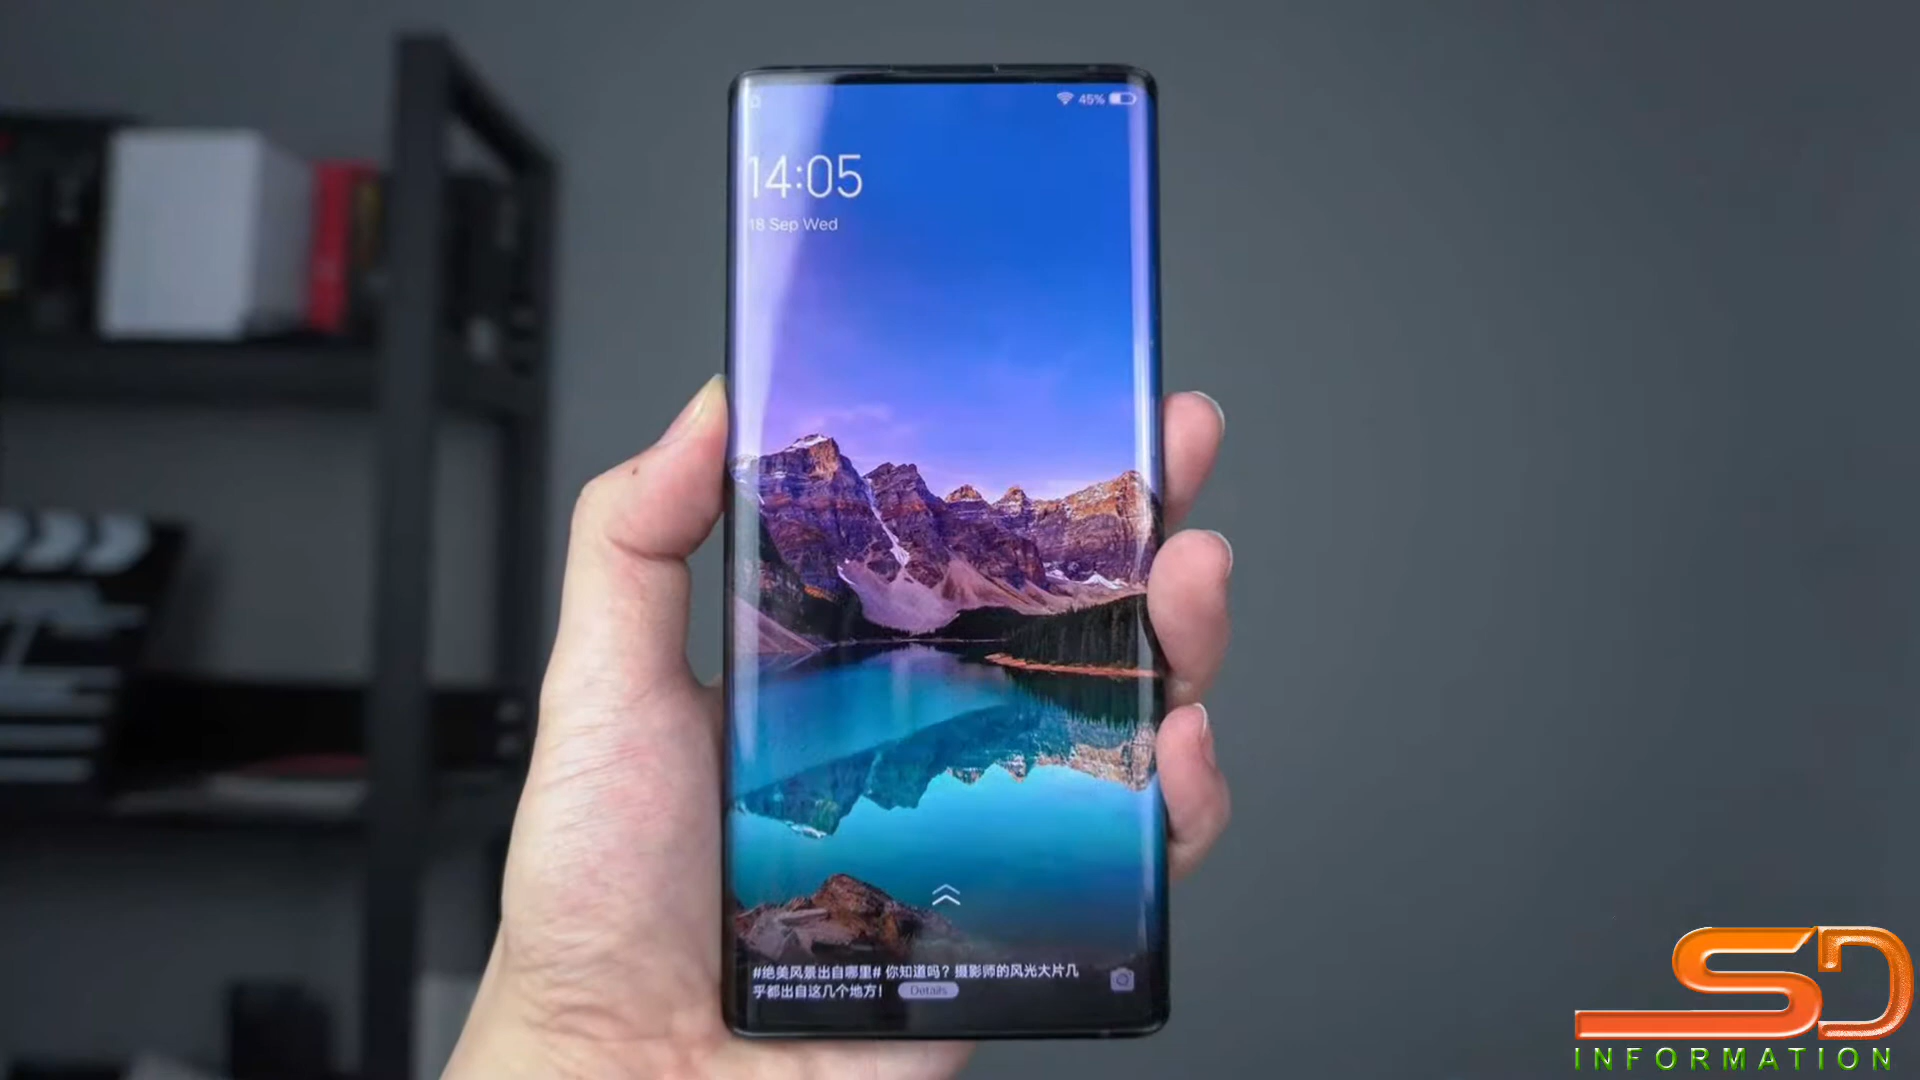 45%
14:05
18 Sep Wed
#绝美风景出自哪里# 你知道吗？摄影师的风光大片几
乎都出自这几个地方！ Details
SD
INFORMATION